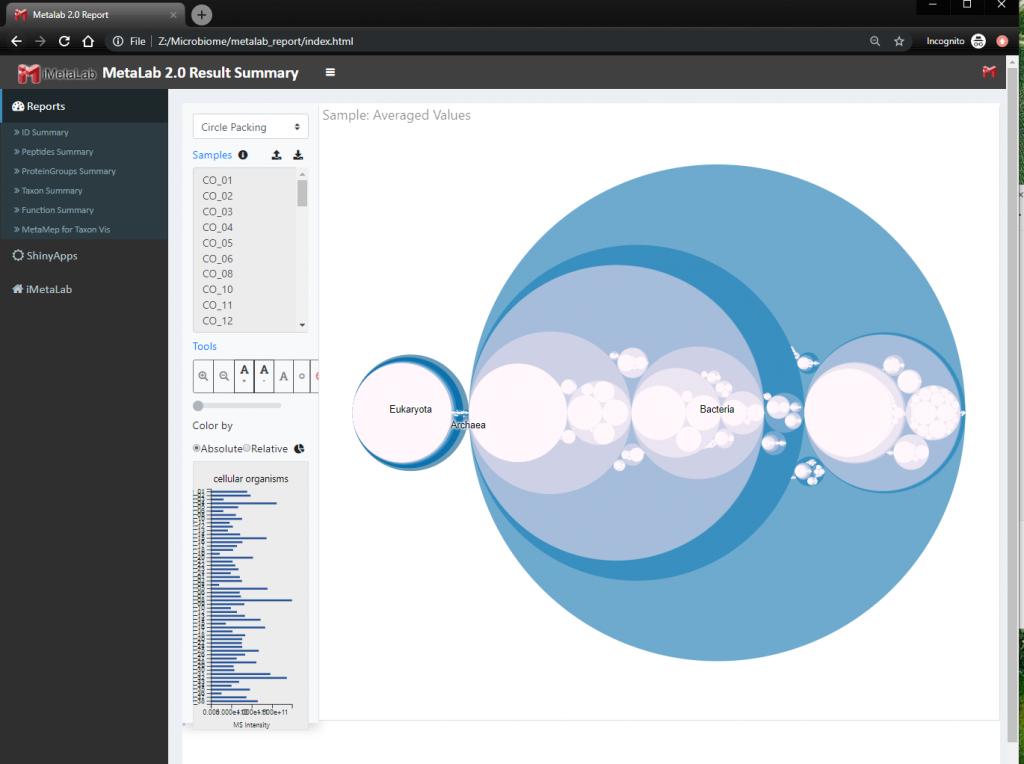 Metalab 2.0 Report
File Z:/Microbiome/metalab_report/index.html
Incognito
iMetaLab MetaLab 2.0 Result Summary
Reports
» ID Summary
» Peptides Summary
» ProteinGroups Summary
» Taxon Summary
» Function Summary
» MetaMep for Taxon Vis
ShinyApps
iMetaLab
Circle Packing
Samples
CO_01
CO_02
CO_03
CO_04
CO_05
CO_06
CO_08
CO_10
CO_11
CO_12
Tools
A+
A-
A
Color by
Absolute Relative
cellular organisms
MS Intensity
Sample: Averaged Values
Eukaryota
Archaea
Bacteria